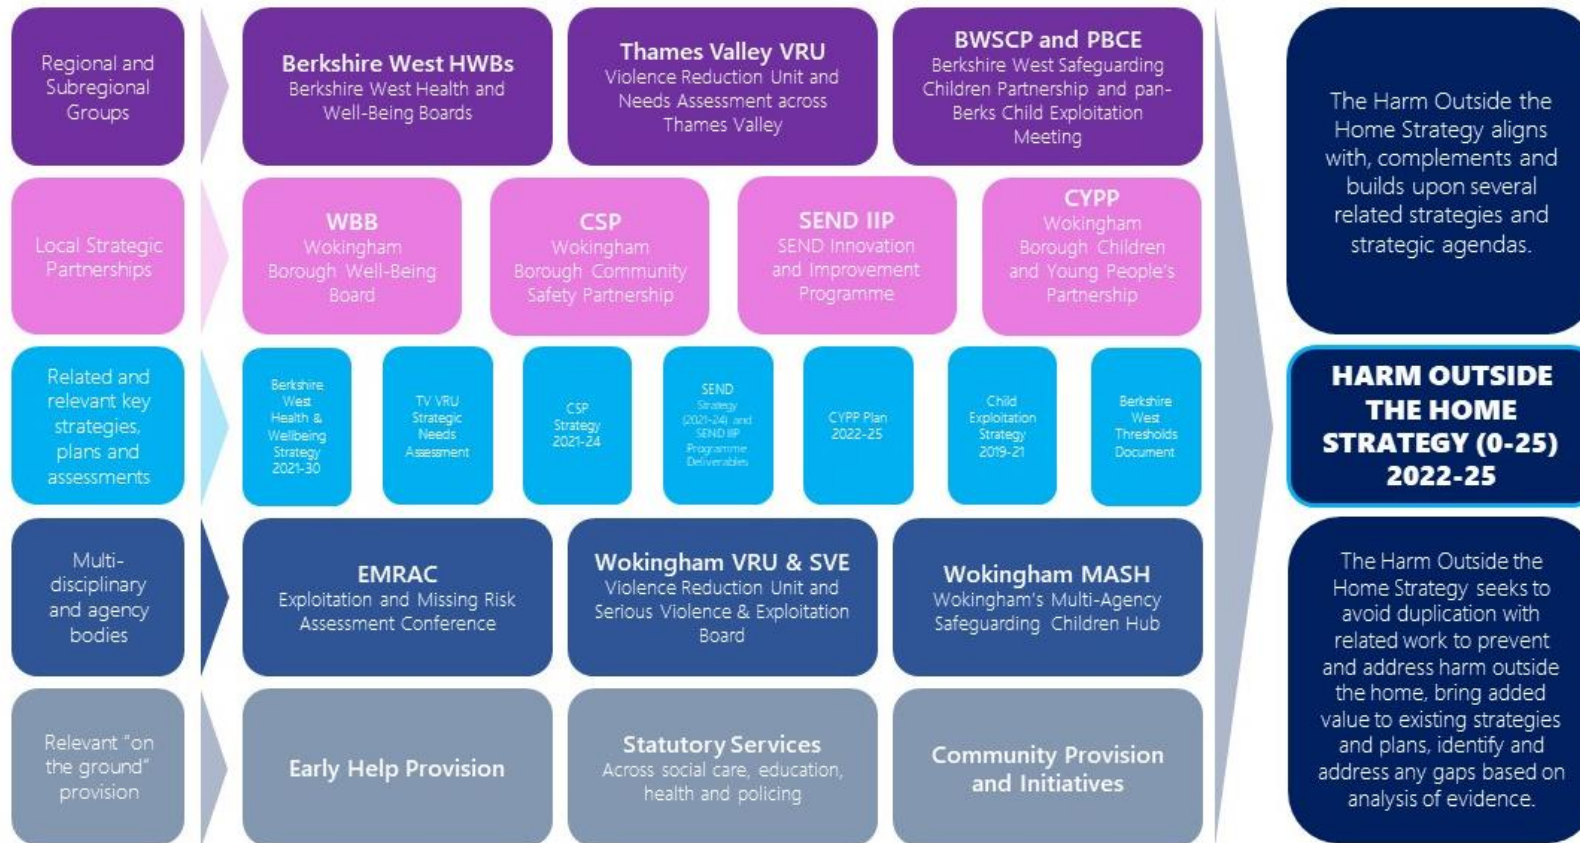 Regional and
Subregional
Groups
Berkshire West HWBs
Berkshire West Health and
Well-Being Boards
Thames Valley VRU
Violence Reduction Unit and
Needs Assessment across
Thames Valley
BWSCP and PBCE
Berkshire West Safeguarding
Children Partnership and pan-
Berks Child Exploitation
Meeting
Local Strategic
Partnerships
WBB
Wokingham
Borough Well-Being
Board
CSP
Wokingham
Borough Community
Safety Partnership
SEND IIP
SEND Innovation
and Improvement
Programme
CYPP
Wokingham
Borough Children
and Young People's
Partnership
Related and
relevant key
strategies,
plans and
assessments
Berkshire
West
Health &
Wellbeing
Strategy
2021-30
TV VRU
Strategic
Needs
Assessment
CSP
Strategy
2021-24
SEND
Strategy
(2021-24) and
SEND IIP
Programme
Deliverables
CYPP Plan
2022-25
Child
Exploitation
Strategy
2019-21
Berkshire
West
Thresholds
Document
Multi-
disciplinary
and agency
bodies
EMRAC
Exploitation and Missing Risk
Assessment Conference
Wokingham VRU & SVE
Violence Reduction Unit and
Serious Violence & Exploitation
Board
Wokingham MASH
Wokingham's Multi-Agency
Safeguarding Children Hub
Relevant "on
the ground"
provision
Early Help Provision
Statutory Services
Across social care, education,
health and policing
Community Provision
and Initiatives
The Harm Outside the
Home Strategy aligns
with, complements and
builds upon several
related strategies and
strategic agendas.
HARM OUTSIDE
THE HOME
STRATEGY (0-25)
2022-25
The Harm Outside the
Home Strategy seeks to
avoid duplication with
related work to prevent
and address harm outside
the home, bring added
value to existing strategies
and plans, identify and
address any gaps based on
analysis of evidence.